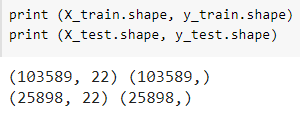 print (X_train.shape, y_train.shape)
print (X_test.shape, y_test.shape)
(103589, 22) (103589,)
(25898, 22) (25898,)